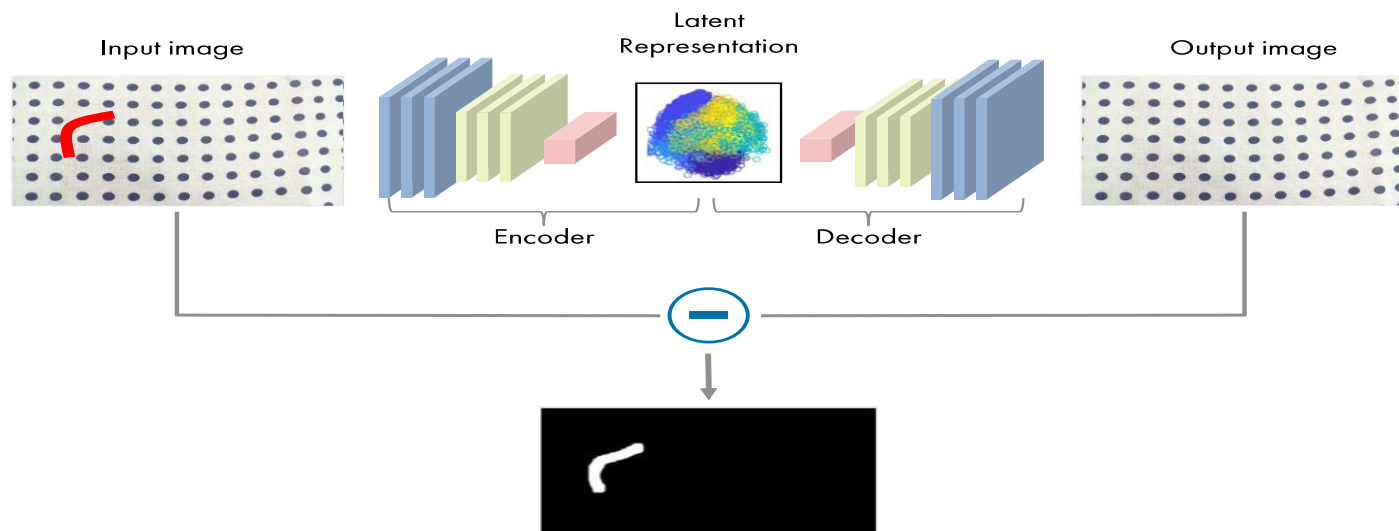 Input image
Latent
Representation
Output image
Encoder
Decoder